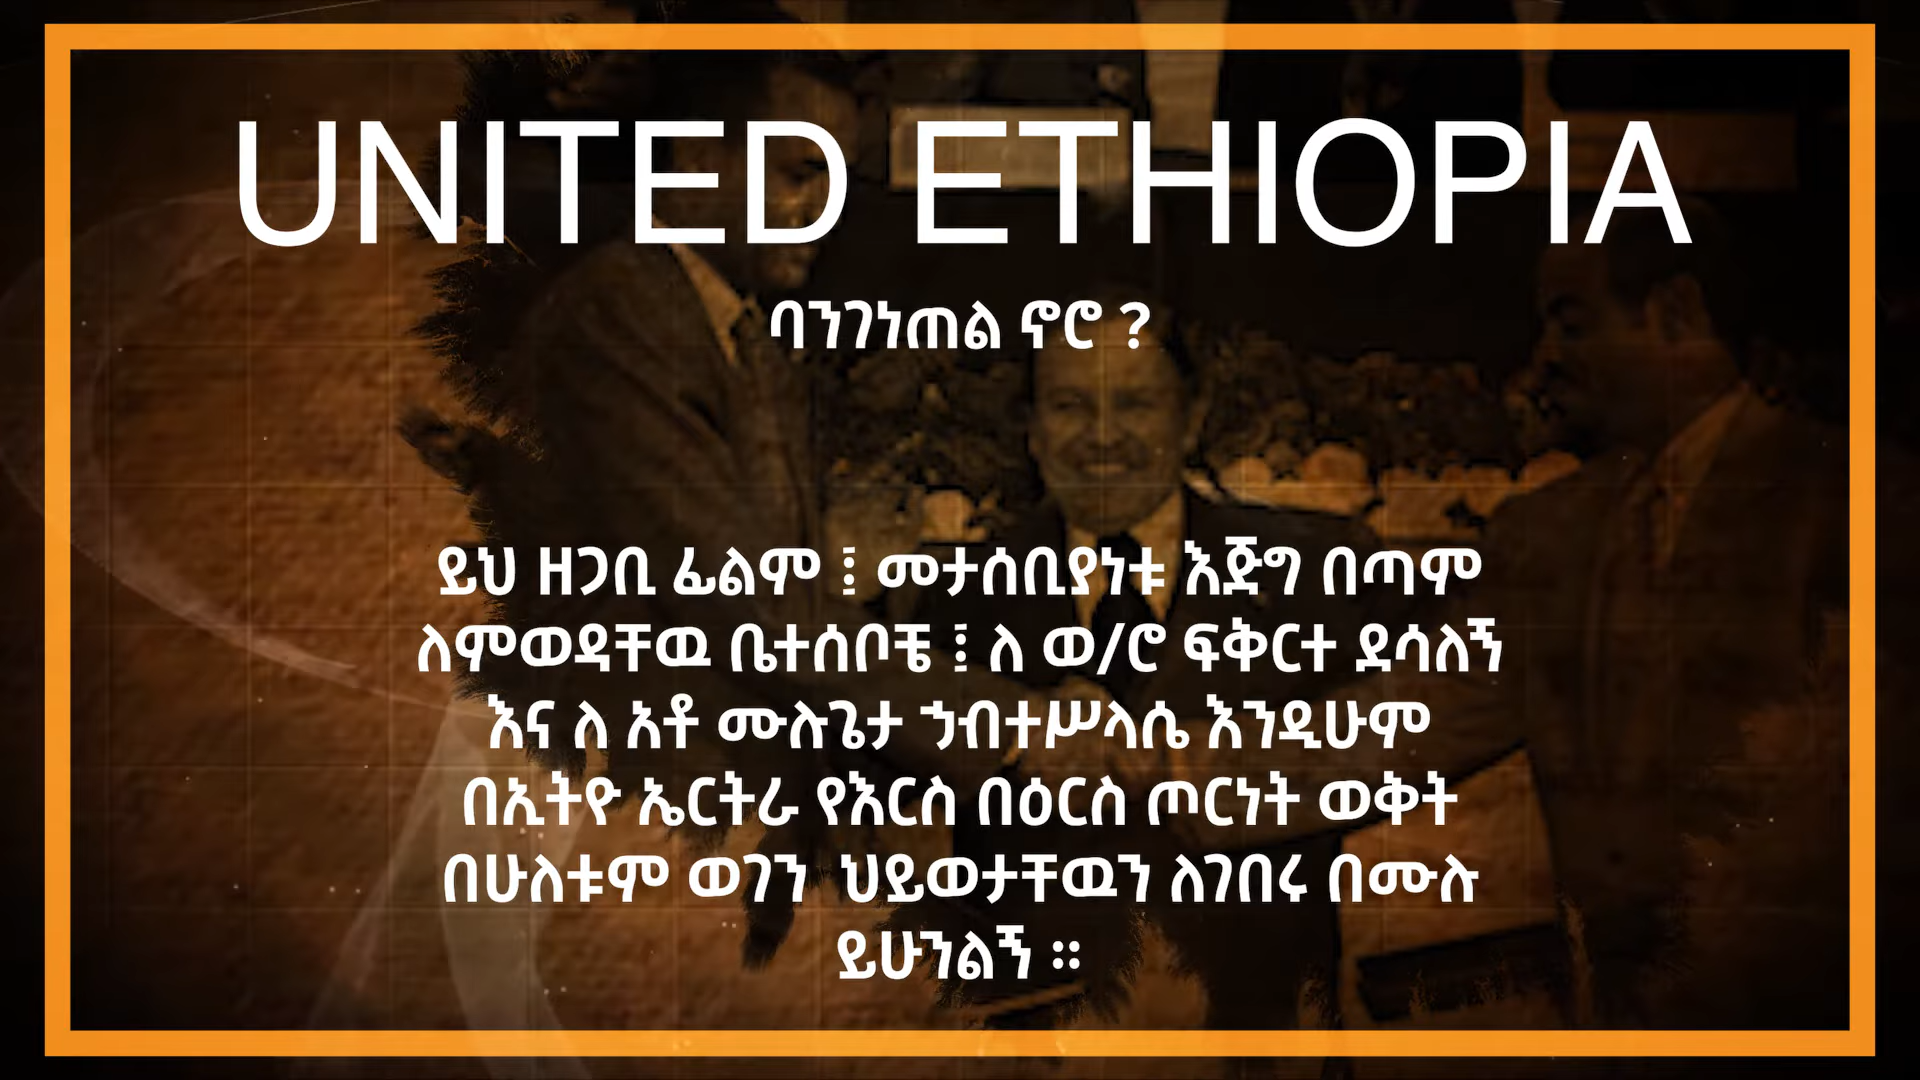 UNITED ETHIOPIA
ባንገነጠል ኖሮ ?
ይህ ዘጋቢ ፊልም ፤ መታሰቢያነቱ እጅግ በጣም
ለምወዳቸዉ ቤተሰቦቼ ፤ ለ ወ/ሮ ፍቅርተ ደሳለኝ
እና ለ አቶ ሙሉጌታ ኃብተሥላሴ እንዲሁም
በኢትዮ ኤርትራ የእርስ በዕርስ ጦርነት ወቅት
በሁለቱም ወገን ህይወታቸዉን ለገበሩ በሙሉ
ይሁንልኝ ።